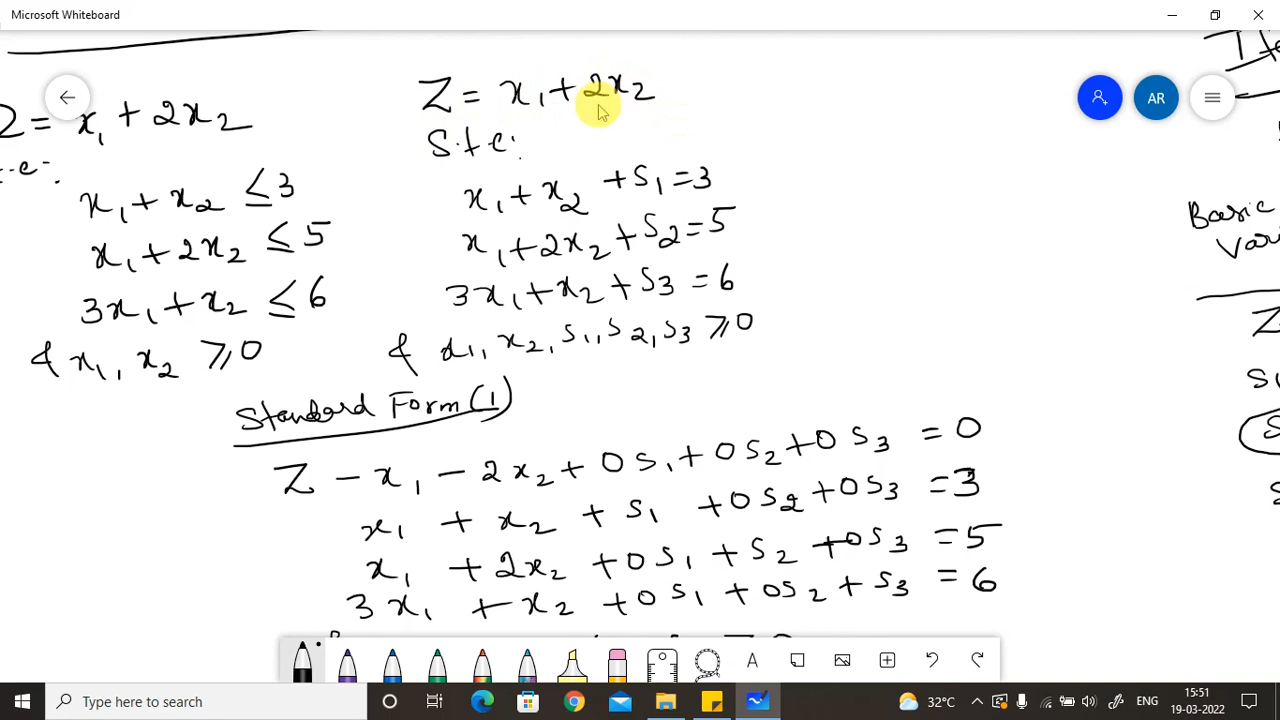 Microsoft Whiteboard
Z = x₁ + 2x₂
x₁ + x₂ ≤ 3
x₁ + 2x₂ ≤ 5
3x₁ + x₂ ≤ 6
& x₁, x₂ ≥ 0
Z = x₁ + 2x₂
S.t c:
x₁ + x₂ + S₁ = 3
x₁ + 2x₂ + S₂ = 5
3x₁ + x₂ + S₃ = 6
& x₁, x₂, S₁, S₂, S₃ ≥ 0
AR
Basic
Standard Form (1)
Z - x₁ - 2x₂ + 0S₁ + 0S₂ + 0S₃ = 0
x₁ + x₂ + S₁ + 0S₂ + 0S₃ = 3
x₁ + 2x₂ + 0S₁ + S₂ + 0S₃ = 5
3x₁ + x₂ + 0S₁ + 0S₂ + S₃ = 6
Type here to search
32°C
ENG
15:51
19-03-2022